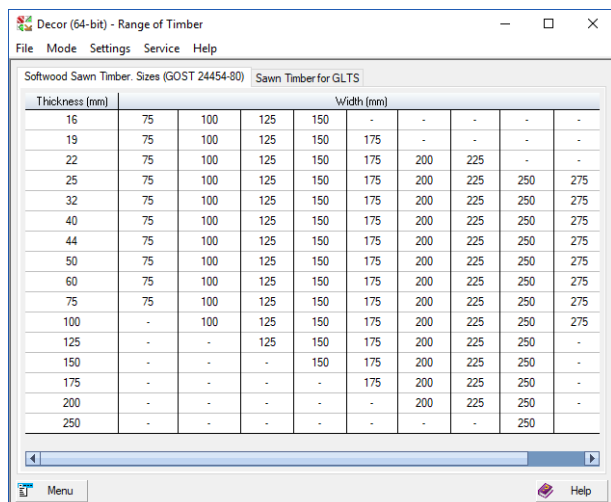 Decor (64-bit) - Range of Timber
File Mode Settings Service Help
Softwood Sawn Timber. Sizes (GOST 24454-80) Sawn Timber for GLTS
Thickness (mm) Width (mm)
16 75 100 125 150 - - - - -
19 75 100 125 150 175 - - - -
22 75 100 125 150 175 200 225 - -
25 75 100 125 150 175 200 225 250 275
32 75 100 125 150 175 200 225 250 275
40 75 100 125 150 175 200 225 250 275
44 75 100 125 150 175 200 225 250 275
50 75 100 125 150 175 200 225 250 275
60 75 100 125 150 175 200 225 250 275
75 75 100 125 150 175 200 225 250 275
100 - 100 125 150 175 200 225 250 275
125 - - 125 150 175 200 225 250 -
150 - - - 150 175 200 225 250 -
175 - - - - 175 200 225 250 -
200 - - - - - 200 225 250 -
250 - - - - - - - 250 -
Menu Help